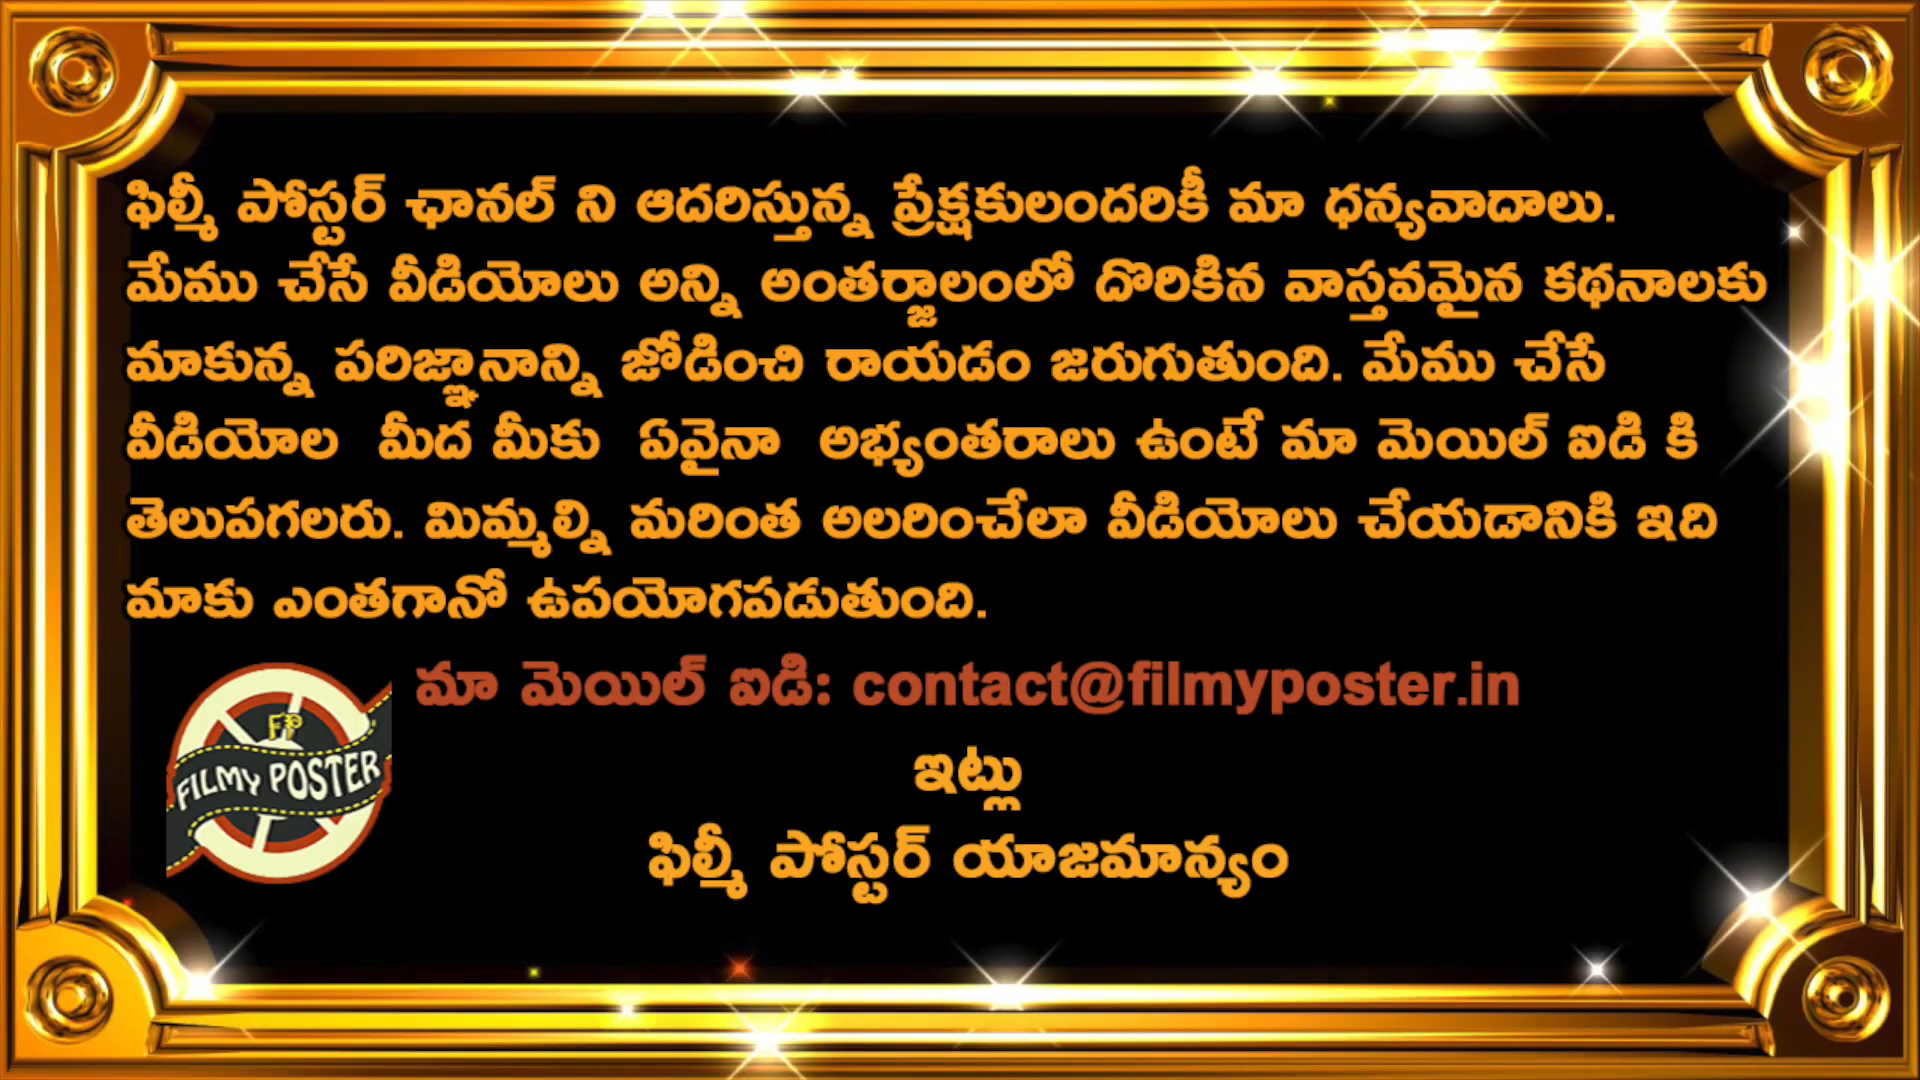 ఫిల్మీ పోస్టర్ ఛానల్ ని ఆదరిస్తున్న ప్రేక్షకులందరికీ మా ధన్యవాదాలు.
మేము చేసే వీడియోలు అన్ని అంతర్జాలంలో దొరికిన వాస్తవమైన కథనాలకు
మాకున్న పరిజ్ఞానాన్ని జోడించి రాయడం జరుగుతుంది. మేము చేసే
వీడియోల మీద మీకు ఏవైనా అభ్యంతరాలు ఉంటే మా మెయిల్ ఐడి కి
తెలుపగలరు. మిమ్మల్ని మరింత అలరించేలా వీడియోలు చేయడానికి ఇది
మాకు ఎంతగానో ఉపయోగపడుతుంది.
మా మెయిల్ ఐడి: contact@filmyposter.in
FP
FILMY POSTER
ఇట్లు
ఫిల్మీ పోస్టర్ యాజమాన్యం